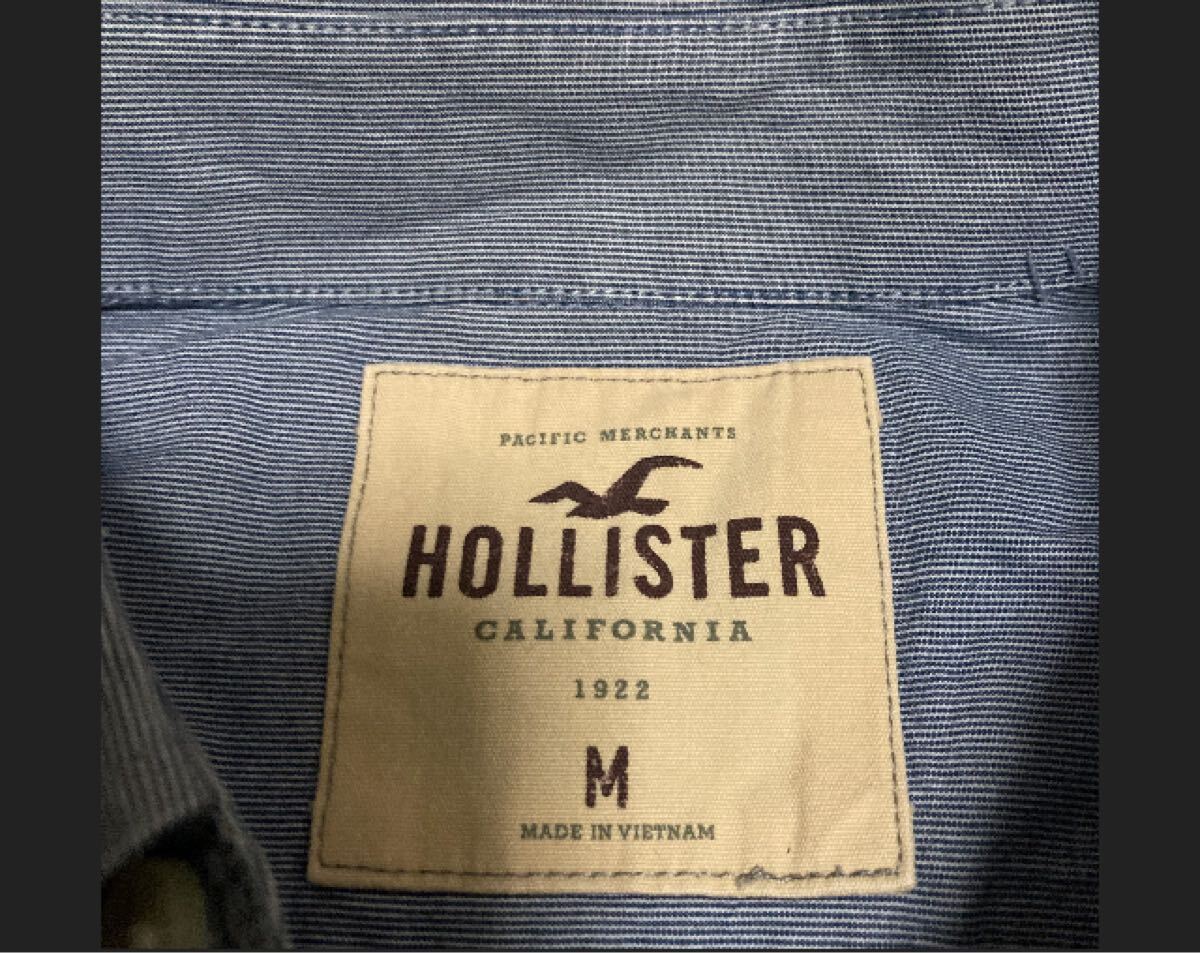 PACIFIC MERCHANTS
HOLLISTER
CALIFORNIA
1922
M
MADE IN VIETNAM